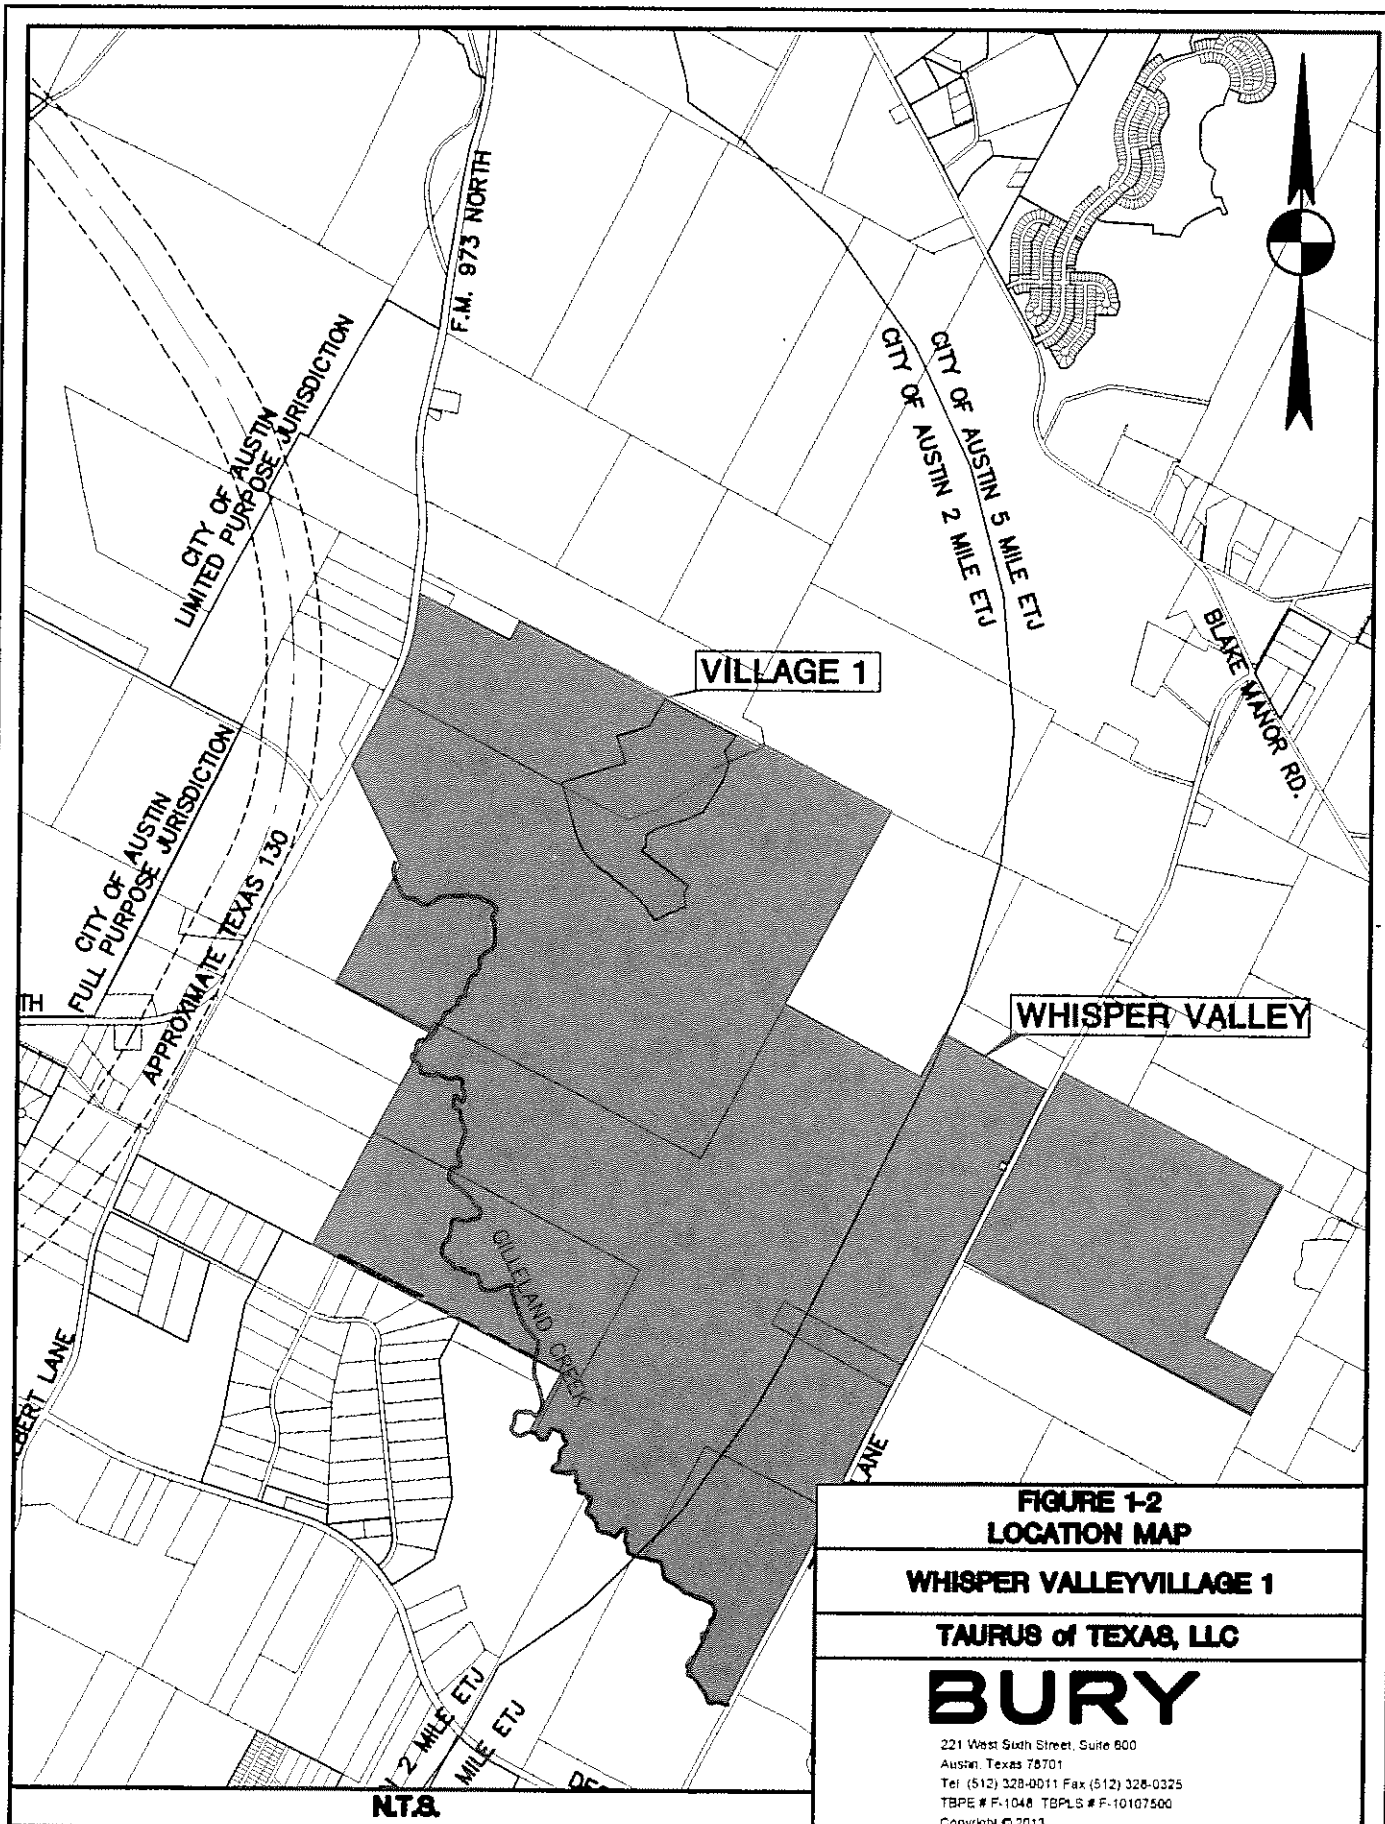 F.M. 973 NORTH
CITY OF AUSTIN
LIMITED PURPOSE JURISDICTION
CITY OF AUSTIN 5 MILE ETJ
CITY OF AUSTIN 2 MILE ETJ
BLAKE MANOR RD.
VILLAGE 1
CITY OF AUSTIN
FULL PURPOSE JURISDICTION
APPROXIMATE TEXAS 130
TH
WHISPER VALLEY
GILLELAND CREEK
LBERT LANE
LANE
2 MILE ETJ
MILE ETJ
N.T.S.
FIGURE 1-2
LOCATION MAP
WHISPER VALLEYVILLAGE 1
TAURUS of TEXAS, LLC
BURY
221 West Sixth Street, Suite 600
Austin, Texas 78701
Tel. (512) 328-0011 Fax (512) 328-0325
TBPE # F-1048 TBPLS # F-10107500
Copyright © 2013